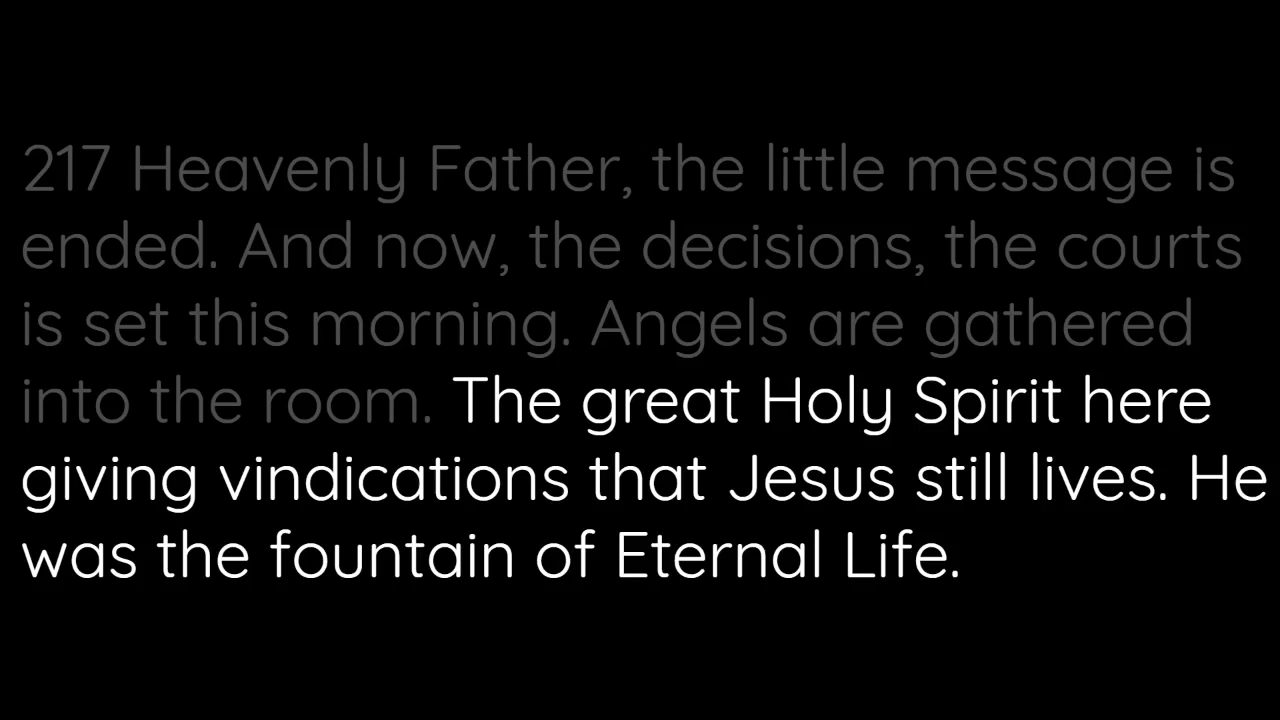 217 Heavenly Father, the little message is
ended. And now, the decisions, the courts
is set this morning. Angels are gathered
into the room. The great Holy Spirit here
giving vindications that Jesus still lives. He
was the fountain of Eternal Life.